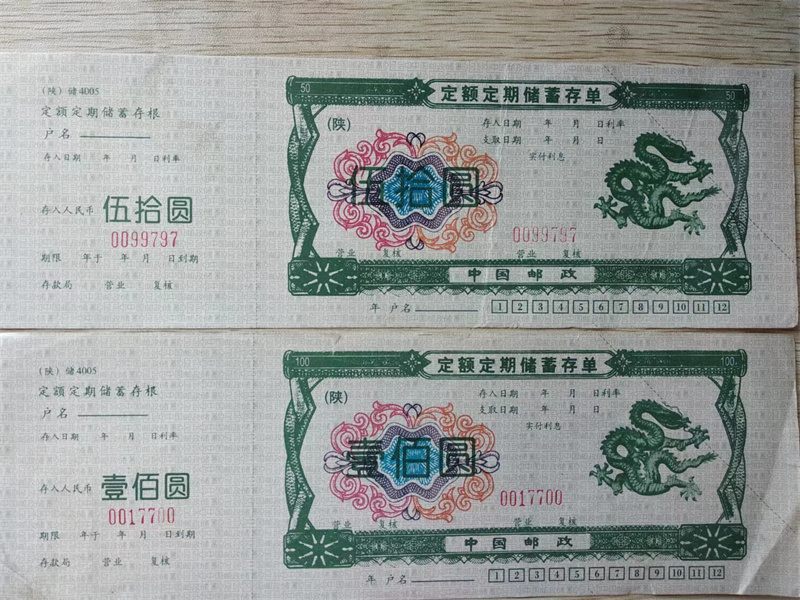 (陕) 储4005
定额定期储蓄存根
户名
存入日期 年 月 日利率
存入人民币 伍拾圆
0099797
期限 年于 年 月 日到期
存款局 营业 复核
50 定额定期储蓄存单 50
(陕)
存入日期 年 月 日利率
支取日期 年 月 日
实付利息
伍拾圆
0099797
营业 复核 营业 复核
中国邮政
年 户名 1 2 3 4 5 6 7 8 9 10 11 12
(陕) 储4005
定额定期储蓄存根
户名
存入日期 年 月 日利率
存入人民币 壹佰圆
0017700
期限 年于 年 月 日到期
存款局 营业 复核
100 定额定期储蓄存单 100
(陕)
存入日期 年 月 日利率
支取日期 年 月 日
实付利息
壹佰圆
0017700
营业 复核 营业 复核
中国邮政
年 户名 1 2 3 4 5 6 7 8 9 10 11 12